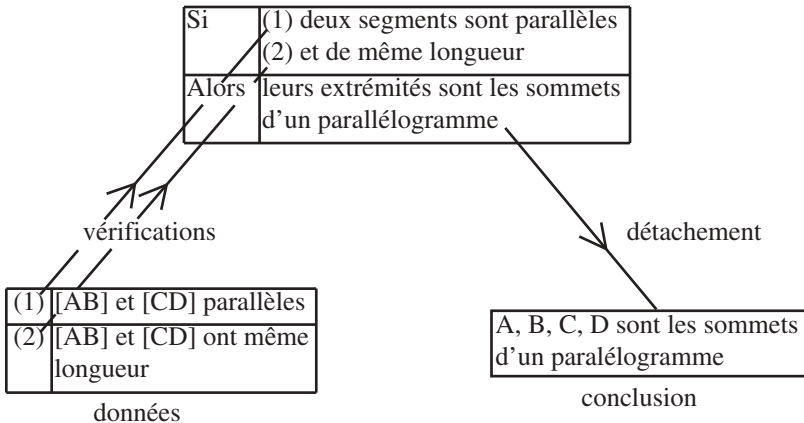 Si (1) deux segments sont parallèles
(2) et de même longueur
Alors leurs extrémités sont les sommets
d'un parallélogramme
vérifications
détachement
(1) [AB] et [CD] parallèles
(2) [AB] et [CD] ont même
longueur
données
A, B, C, D sont les sommets
d'un paralélogramme
conclusion